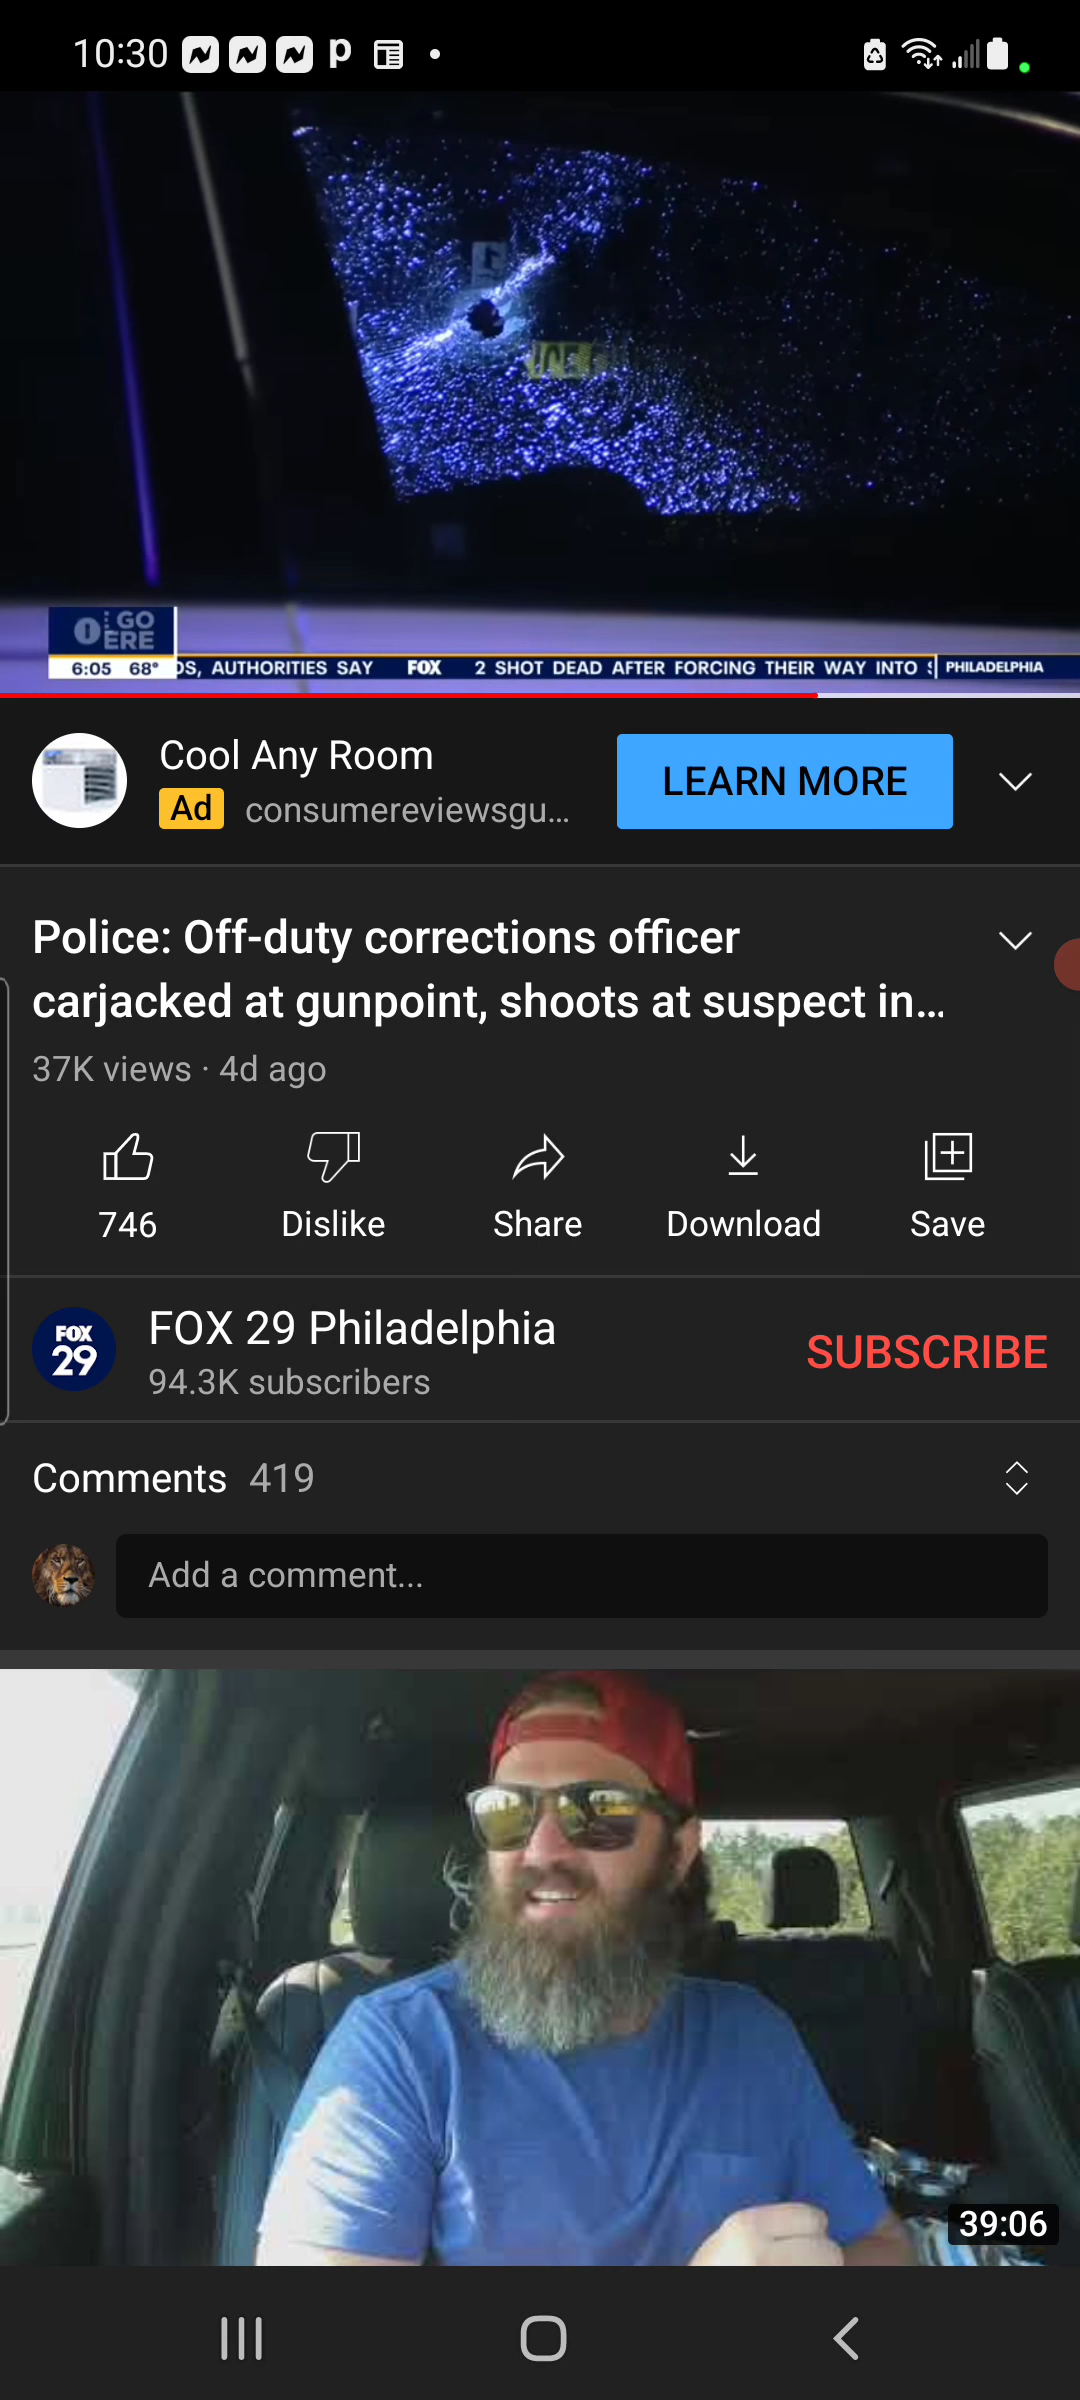 10:30
GO
ERE
6:05 68° DS, AUTHORITIES SAY FOX 2 SHOT DEAD AFTER FORCING THEIR WAY INTO PHILADELPHIA
Cool Any Room
Ad consumereviewsgu...
LEARN MORE
Police: Off-duty corrections officer
carjacked at gunpoint, shoots at suspect in...
37K views · 4d ago
746 Dislike Share Download Save
FOX
29
FOX 29 Philadelphia
94.3K subscribers
SUBSCRIBE
Comments 419
Add a comment...
39:06